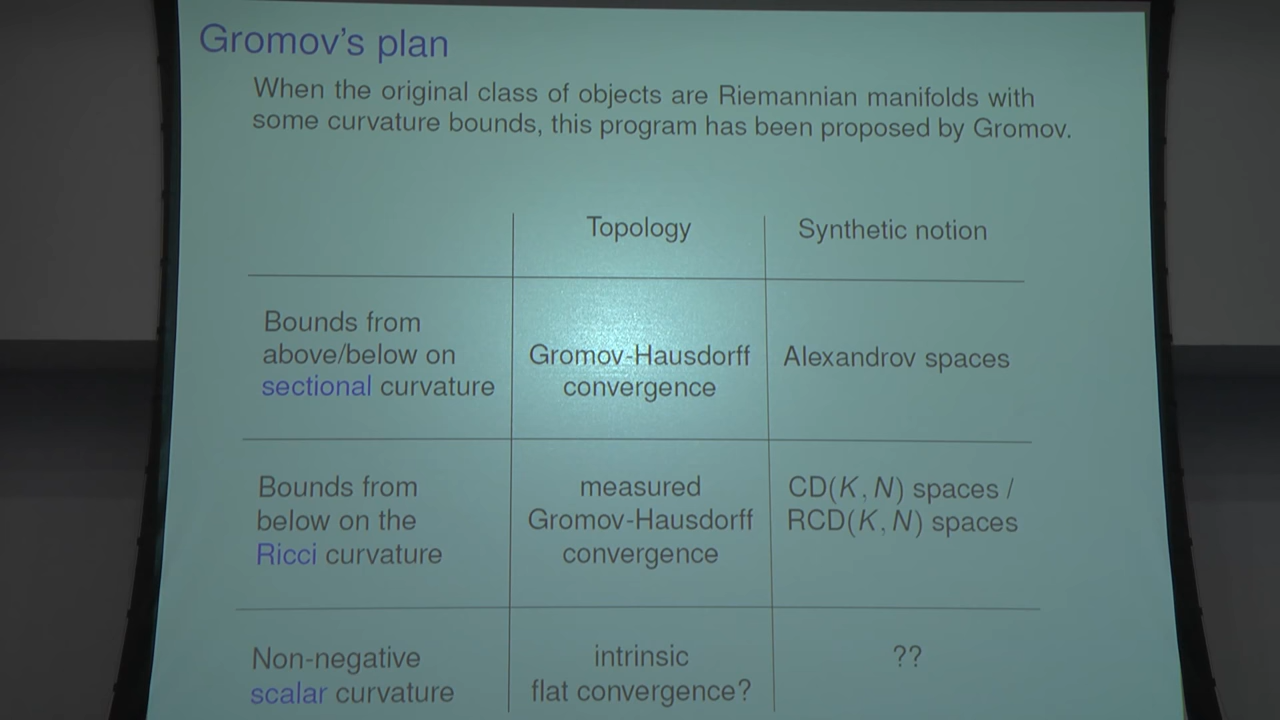 Gromov's plan
When the original class of objects are Riemannian manifolds with
some curvature bounds, this program has been proposed by Gromov.
Topology
Synthetic notion
Bounds from
above/below on
sectional curvature
Gromov-Hausdorff
convergence
Alexandrov spaces
Bounds from
below on the
Ricci curvature
measured
Gromov-Hausdorff
convergence
CD(K, N) spaces /
RCD(K, N) spaces
Non-negative
scalar curvature
intrinsic
flat convergence?
??